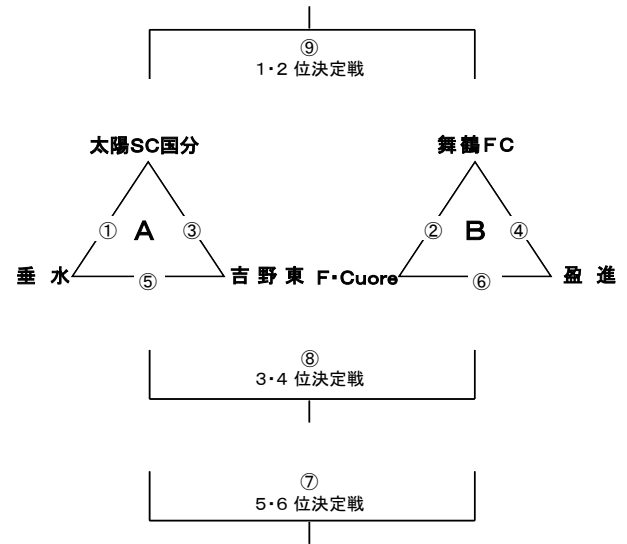 ⑨
1・2 位決定戦
太陽SC国分
舞鶴FC
① A ③
② B ④
垂 水 ⑤ 吉 野 東
F・Cuore ⑥ 盈 進
⑧
3・4 位決定戦
⑦
5・6 位決定戦